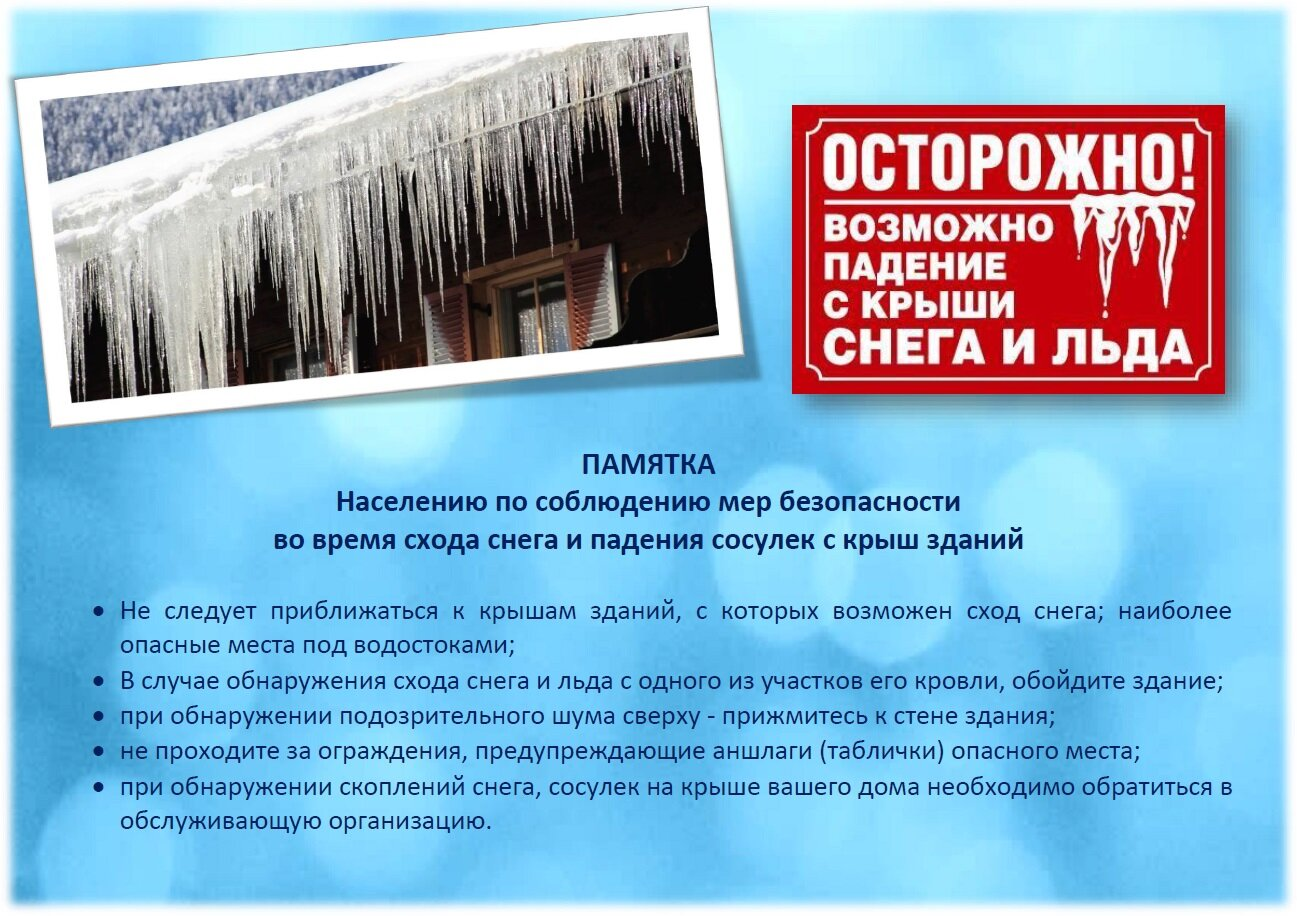 ОСТОРОЖНО!
ВОЗМОЖНО
ПАДЕНИЕ
С КРЫШИ
СНЕГА И ЛЬДА
ПАМЯТКА
Населению по соблюдению мер безопасности
во время схода снега и падения сосулек с крыш зданий
• Не следует приближаться к крышам зданий, с которых возможен сход снега; наиболее
опасные места под водостоками;
• В случае обнаружения схода снега и льда с одного из участков его кровли, обойдите здание;
• при обнаружении подозрительного шума сверху - прижмитесь к стене здания;
• не проходите за ограждения, предупреждающие аншлаги (таблички) опасного места;
• при обнаружении скоплений снега, сосулек на крыше вашего дома необходимо обратиться в
обслуживающую организацию.